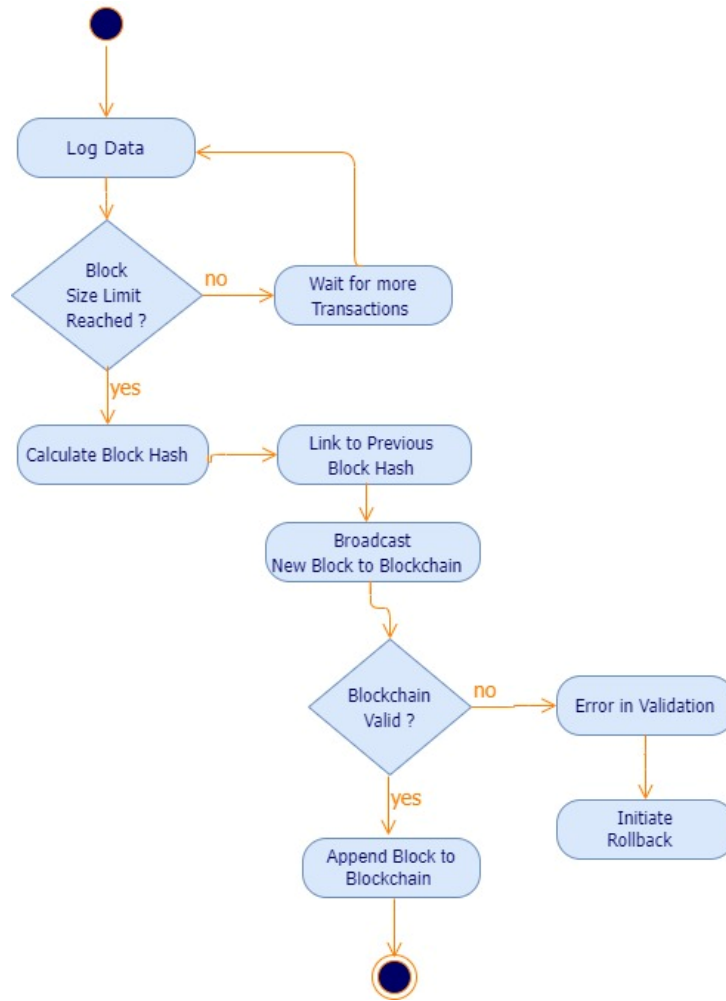 Log Data
Block
Size Limit
Reached ?
no
Wait for more
Transactions
yes
Calculate Block Hash
Link to Previous
Block Hash
Broadcast
New Block to Blockchain
Blockchain
Valid ?
no
Error in Validation
yes
Initiate
Rollback
Append Block to
Blockchain